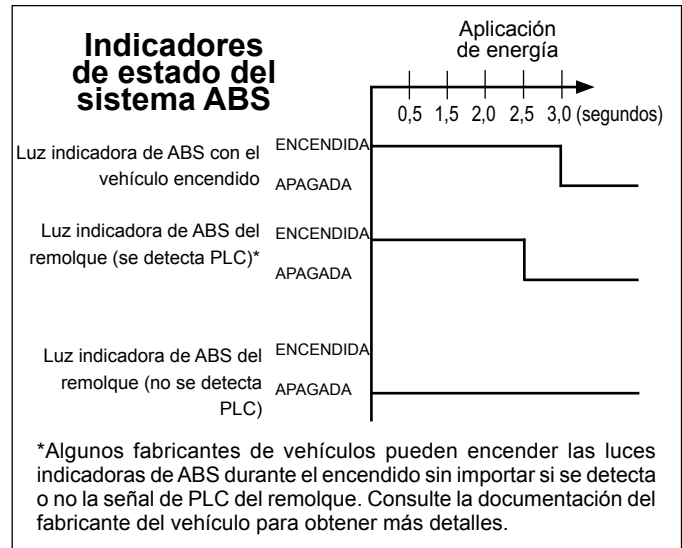 Indicadores
de estado del
sistema ABS
Aplicación
de energía
0,5 1,5 2,0 2,5 3,0 (segundos)
Luz indicadora de ABS con el
vehículo encendido
ENCENDIDA
APAGADA
Luz indicadora de ABS del
remolque (se detecta PLC)*
ENCENDIDA
APAGADA
Luz indicadora de ABS del
remolque (no se detecta
PLC)
ENCENDIDA
APAGADA
*Algunos fabricantes de vehículos pueden encender las luces
indicadoras de ABS durante el encendido sin importar si se detecta
o no la señal de PLC del remolque. Consulte la documentación del
fabricante del vehículo para obtener más detalles.